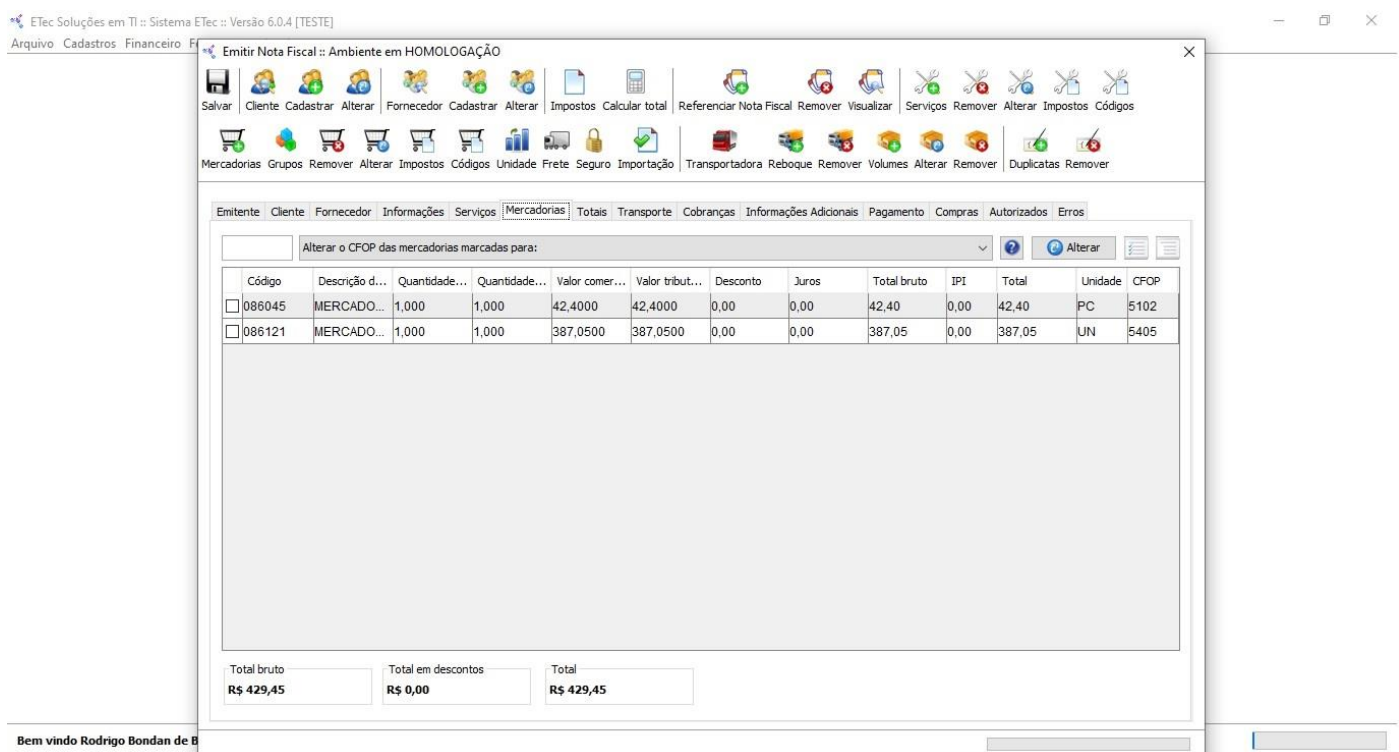 ETec Soluções em TI :: Sistema ETec :: Versão 6.0.4 [TESTE]
Arquivo Cadastros Financeiro F
Emitir Nota Fiscal :: Ambiente em HOMOLOGAÇÃO
Salvar Cliente Cadastrar Alterar Fornecedor Cadastrar Alterar Impostos Calcular total Referenciar Nota Fiscal Remover Visualizar Serviços Remover Alterar Impostos Códigos
Mercadorias Grupos Remover Alterar Impostos Códigos Unidade Frete Seguro Importação Transportadora Reboque Remover Volumes Alterar Remover Duplicatas Remover
Emitente Cliente Fornecedor Informações Serviços Mercadorias Totais Transporte Cobranças Informações Adicionais Pagamento Compras Autorizados Erros
Alterar o CFOP das mercadorias marcadas para: Alterar
Código Descrição d... Quantidade... Quantidade... Valor comer... Valor tribut... Desconto Juros Total bruto IPI Total Unidade CFOP
086045 MERCADO... 1,000 1,000 42,4000 42,4000 0,00 0,00 42,40 0,00 42,40 PC 5102
086121 MERCADO... 1,000 1,000 387,0500 387,0500 0,00 0,00 387,05 0,00 387,05 UN 5405
Total bruto Total em descontos Total
R$ 429,45 R$ 0,00 R$ 429,45
Bem vindo Rodrigo Bondan de B